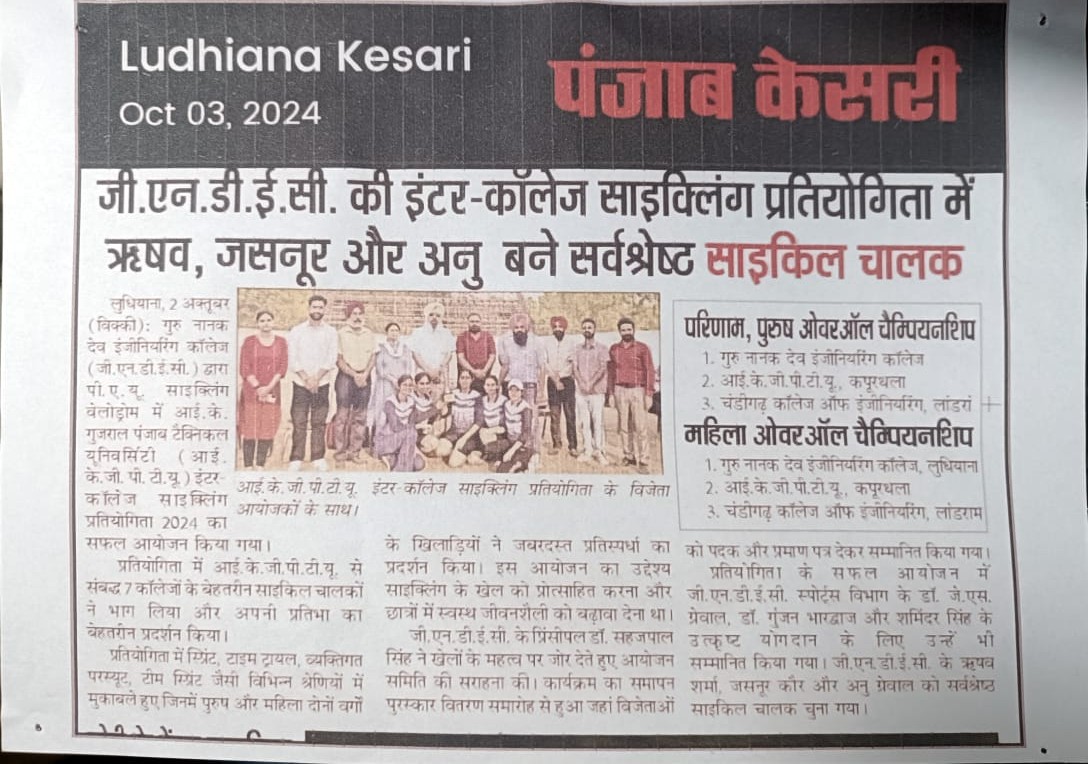 Ludhiana Kesari
Oct 03, 2024
पंजाब केसरी
जी.एन.डी.ई.सी. की इंटर-कॉलेज साइक्लिंग प्रतियोगिता में
ऋषव, जसनूर और अनु बने सर्वश्रेष्ट साइकिल चालक
लुधियाना, 2 अक्तूबर
(विक्की): गुरु नानक
देव इंजीनियरिंग कॉलेज
(जी.एन.डी.ई.सी.) द्वारा
पी.ए.यू. साइक्लिंग
वेलोड्रोम में आई.के.
गुजराल पंजाब टैक्निकल
यूनिवर्सिटी (आई.
के.जी.पी.टी.यू.) इंटर-
कॉलेज साइक्लिंग
प्रतियोगिता 2024 का
सफल आयोजन किया गया।
प्रतियोगिता में आई.के.जी.पी.टी.यू. से
संबद्ध 7 कॉलेजों के बेहतरीन साइकिल चालकों
ने भाग लिया और अपनी प्रतिभा का
बेहतरीन प्रदर्शन किया।
प्रतियोगिता में स्प्रिंट, टाइम ट्रायल, व्यक्तिगत
परस्यूट, टीम स्प्रिंट जैसी विभिन्न श्रेणियों में
मुकाबले हुए जिनमें पुरुष और महिला दोनों वर्गों
आई.के.जी.पी.टी.यू. इंटर-कॉलेज साइक्लिंग प्रतियोगिता के विजेता
आयोजकों के साथ।
के खिलाड़ियों ने जबरदस्त प्रतिस्पर्धा का
प्रदर्शन किया। इस आयोजन का उद्देश्य
साइक्लिंग के खेल को प्रोत्साहित करना और
छात्रों में स्वस्थ जीवनशैली को बढ़ावा देना था।
जी.एन.डी.ई.सी. के प्रिंसीपल डॉ. सहजपाल
सिंह ने खेलों के महत्व पर जोर देते हुए आयोजन
समिति की सराहना की। कार्यक्रम का समापन
पुरस्कार वितरण समारोह से हुआ जहां विजेताओं
परिणाम, पुरुष ओवरऑल चैम्पियनशिप
1. गुरु नानक देव इंजीनियरिंग कॉलेज
2. आई.के.जी.पी.टी.यू., कपूरथला
3. चंडीगढ़ कॉलेज ऑफ इंजीनियरिंग, लांडरां
महिला ओवरऑल चैम्पियनशिप
1. गुरु नानक देव इंजीनियरिंग कॉलेज, लुधियाना
2. आई.के.जी.पी.टी.यू., कपूरथला
3. चंडीगढ़ कॉलेज ऑफ इंजीनियरिंग, लांडराम
को पदक और प्रमाण पत्र देकर सम्मानित किया गया।
प्रतियोगिता के सफल आयोजन में
जी.एन.डी.ई.सी. स्पोर्ट्स विभाग के डॉ. जे.एस.
ग्रेवाल, डॉ. गुंजन भारद्वाज और शमिंदर सिंह के
उत्कृष्ट योगदान के लिए उन्हें भी
सम्मानित किया गया। जी.एन.डी.ई.सी. के ऋषव
शर्मा, जसनूर कौर और अनु ग्रेवाल को सर्वश्रेष्ठ
साइकिल चालक चुना गया।